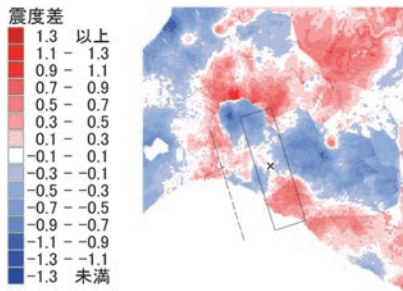 震度差
1.3 以上
1.1 - 1.3
0.9 - 1.1
0.7 - 0.9
0.5 - 0.7
0.3 - 0.5
0.1 - 0.3
-0.1 - 0.1
-0.3 - -0.1
-0.5 - -0.3
-0.7 - -0.5
-0.9 - -0.7
-1.1 - -0.9
-1.3 - -1.1
-1.3 未満